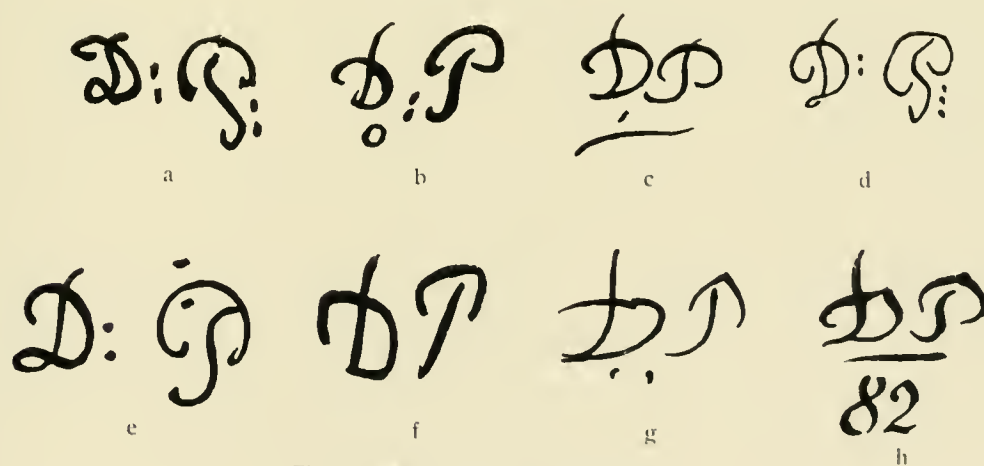 D: P: D: P DP D: P:
a b c d
D: P DP DP DP
82
e f g h